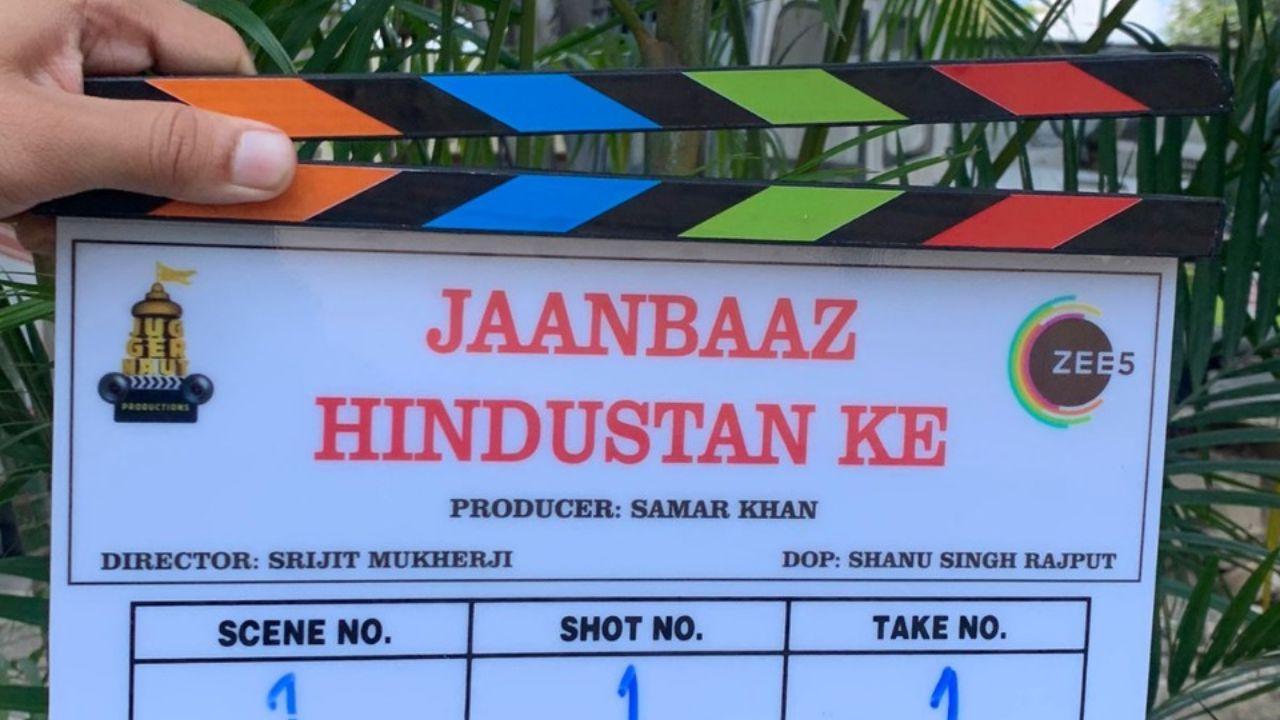 JUG
GER
NAUT
PRODUCTIONS
JAANBAAZ
HINDUSTAN KE
ZEE5
PRODUCER: SAMAR KHAN
DIRECTOR: SRIJIT MUKHERJI
DOP: SHANU SINGH RAJPUT
SCENE NO.
SHOT NO.
TAKE NO.
1
1
1